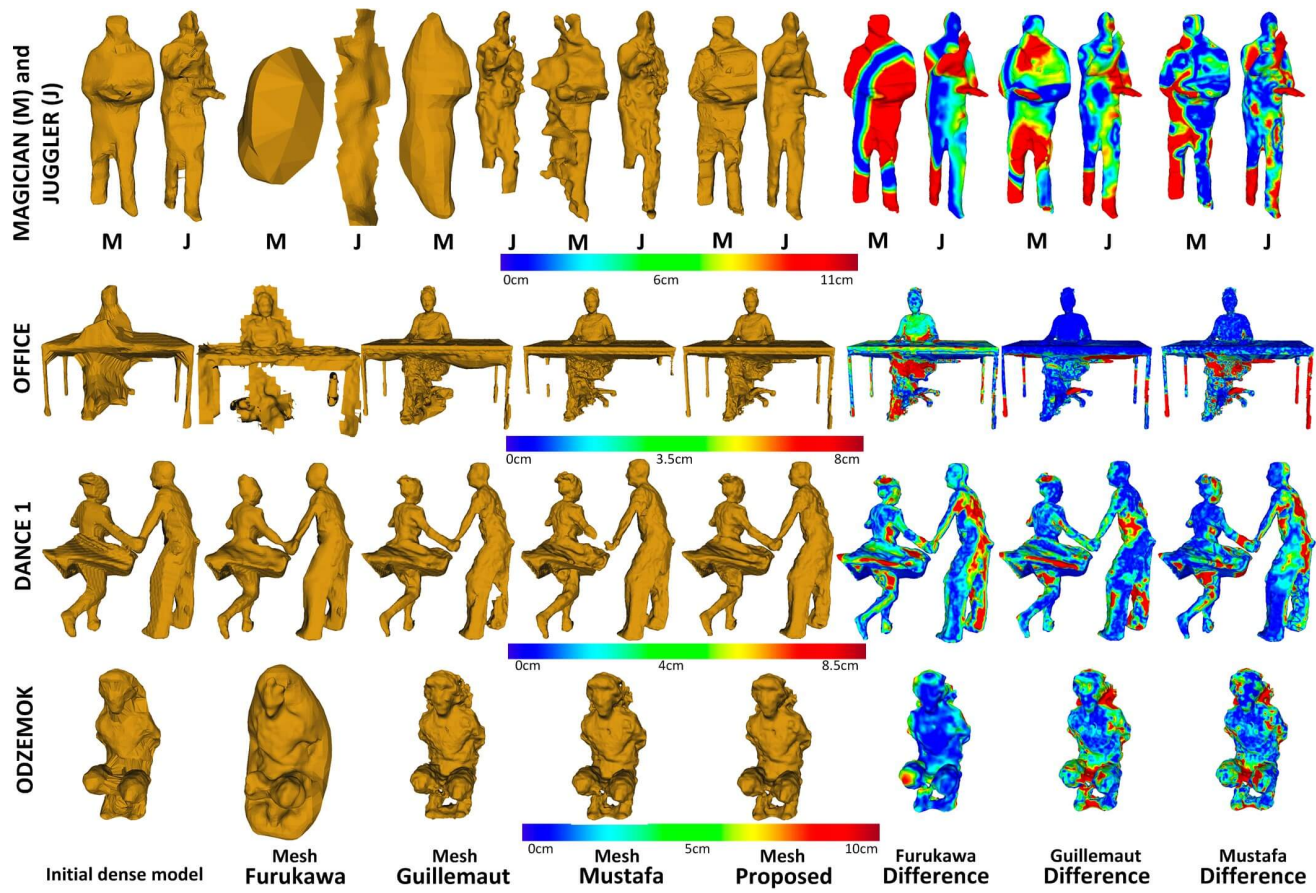 MAGICIAN (M) and
JUGGLER (J)
M J M J M J M J M J M J M J M J
0cm 6cm 11cm
OFFICE
0cm 3.5cm 8cm
DANCE 1
0cm 4cm 8.5cm
ODZEMOK
0cm 5cm 10cm
Initial dense model
Mesh
Furukawa
Mesh
Guillemaut
Mesh
Mustafa
Mesh
Proposed
Furukawa
Difference
Guillemaut
Difference
Mustafa
Difference